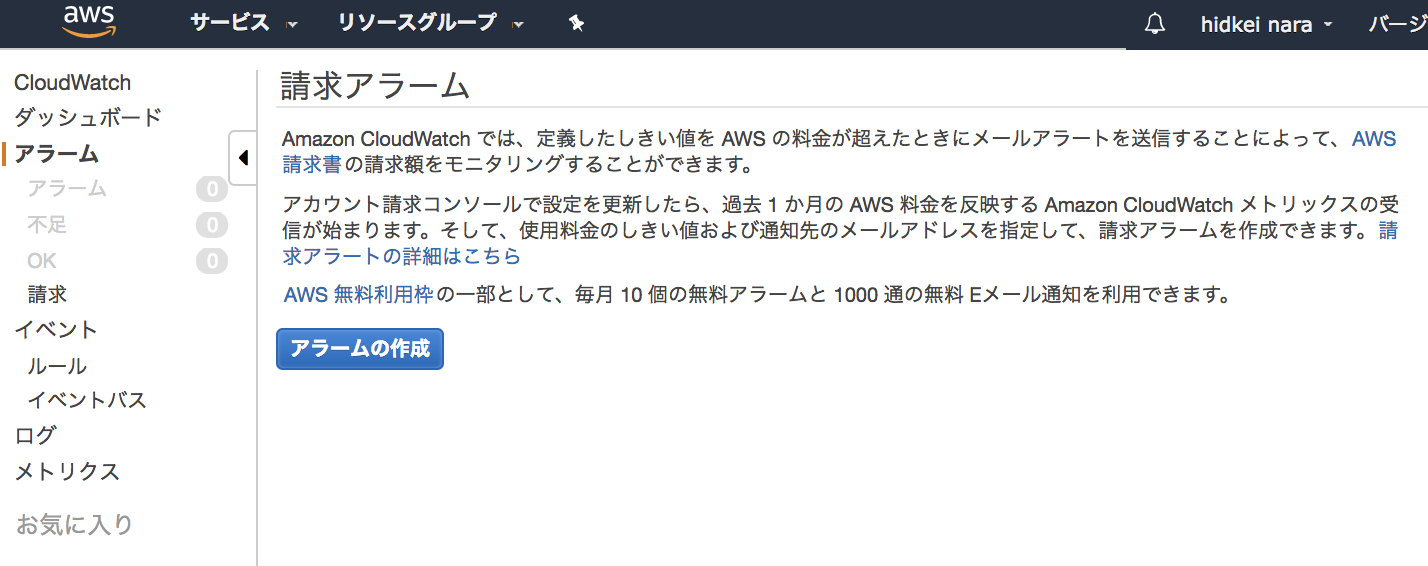 aws サービス リソースグループ hidkei nara バージ
CloudWatch
ダッシュボード
アラーム
アラーム 0
不足 0
OK 0
請求
イベント
ルール
イベントバス
ログ
メトリクス
お気に入り
請求アラーム
Amazon CloudWatch では、定義したしきい値を AWS の料金が超えたときにメールアラートを送信することによって、AWS
請求書の請求額をモニタリングすることができます。
アカウント請求コンソールで設定を更新したら、過去 1 か月の AWS 料金を反映する Amazon CloudWatch メトリックスの受
信が始まります。そして、使用料金のしきい値および通知先のメールアドレスを指定して、請求アラームを作成できます。請
求アラートの詳細はこちら
AWS 無料利用枠の一部として、毎月 10 個の無料アラームと 1000 通の無料 Eメール通知を利用できます。
アラームの作成